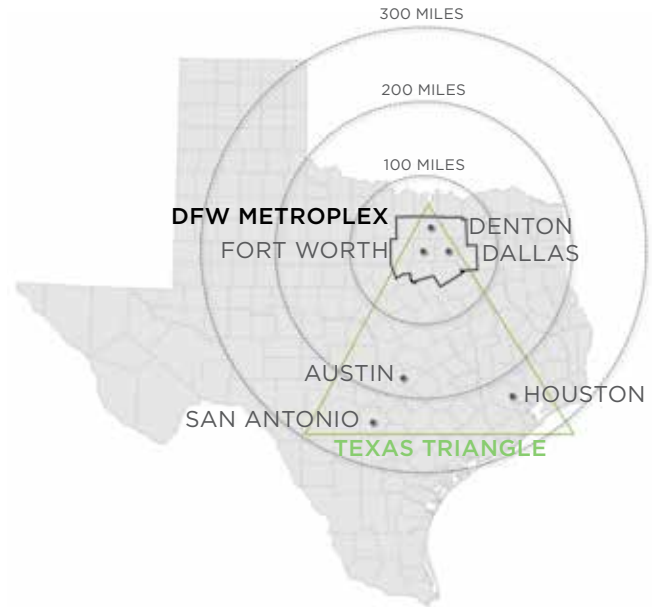 300 MILES
200 MILES
100 MILES
DFW METROPLEX
DENTON
FORT WORTH
DALLAS
AUSTIN
HOUSTON
SAN ANTONIO
TEXAS TRIANGLE